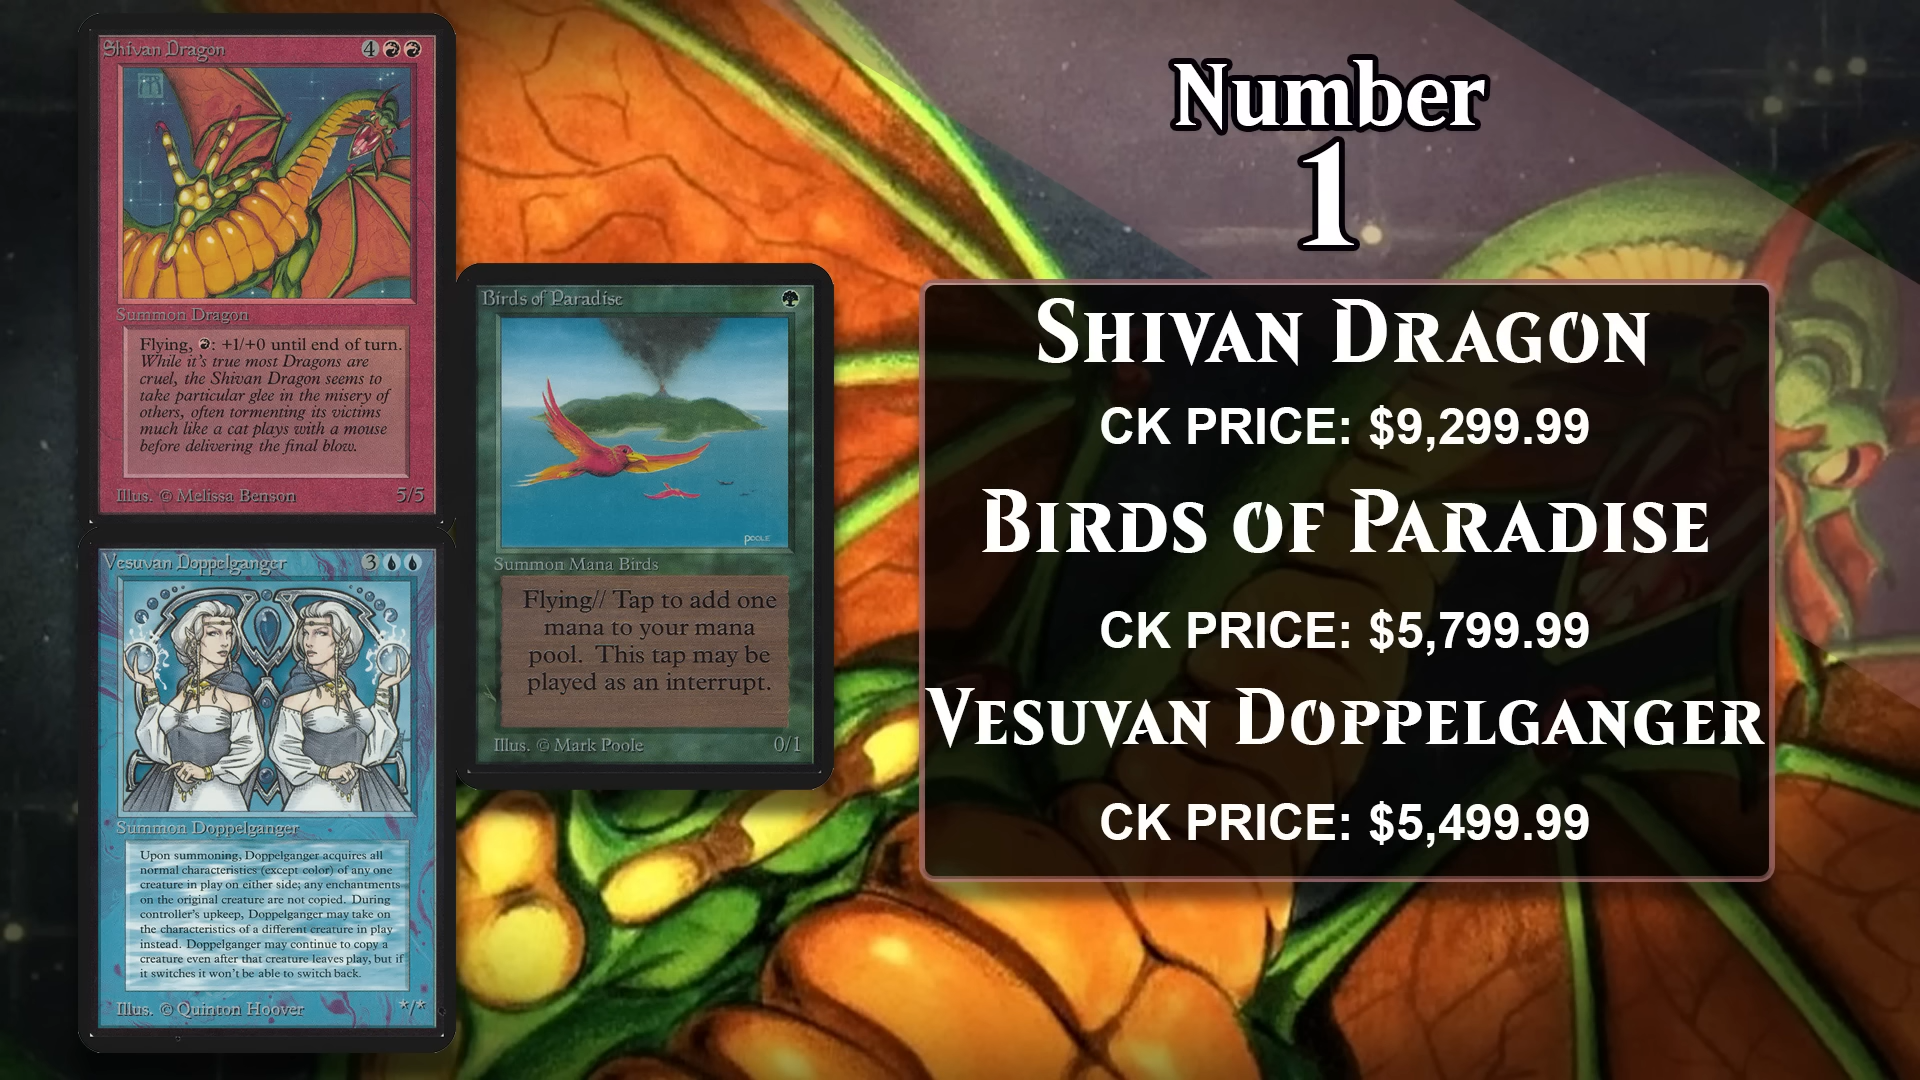 Shivan Dragon 4
Summon Dragon
Flying, : +1/+0 until end of turn.
While it's true most Dragons are
cruel, the Shivan Dragon seems to
take particular glee in the misery of
others, often tormenting its victims
much like a cat plays with a mouse
before delivering the final blow.
Illus. © Melissa Benson 5/5
Vesuvan Doppelganger 3
Summon Doppelganger
Upon summoning, Doppelganger acquires all
normal characteristics (except color) of any one
creature in play on either side; any enchantments
on the original creature are not copied. During
controller's upkeep, Doppelganger may take on
the characteristics of a different creature in play
instead. Doppelganger may continue to copy a
creature even after that creature leaves play, but if
it switches it won't be able to switch back.
Illus. © Quinton Hoover */*
Birds of Paradise
POOLE
Summon Mana Birds
Flying// Tap to add one
mana to your mana
pool. This tap may be
played as an interrupt.
Illus. © Mark Poole 0/1
Number
1
Shivan Dragon
CK PRICE: $9,299.99
Birds of Paradise
CK PRICE: $5,799.99
Vesuvan Doppelganger
CK PRICE: $5,499.99